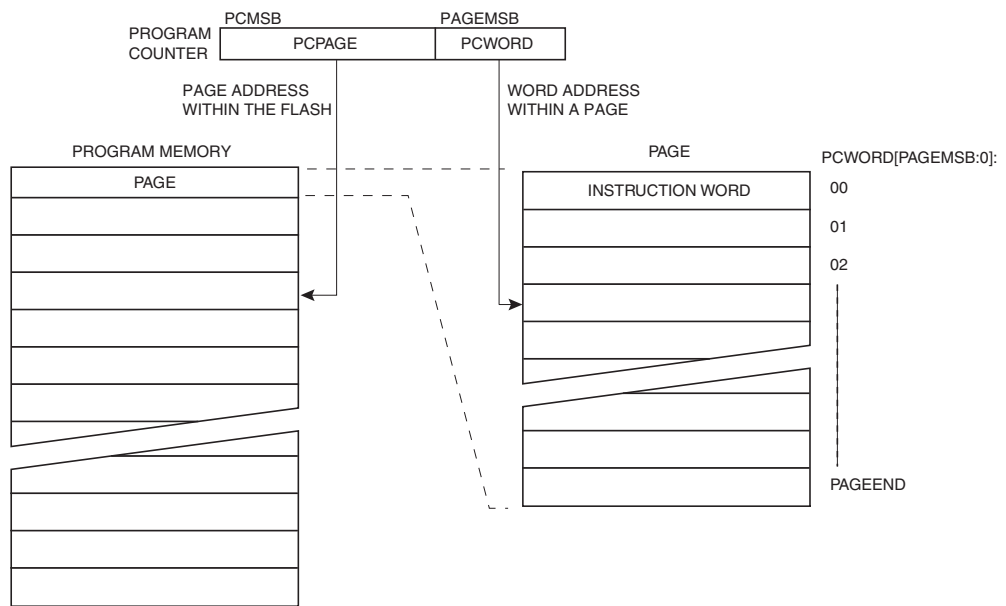 PCMSB
PAGEMSB
PROGRAM
COUNTER
PCPAGE
PCWORD
PAGE ADDRESS
WITHIN THE FLASH
WORD ADDRESS
WITHIN A PAGE
PROGRAM MEMORY
PAGE
PAGE
PCWORD[PAGEMSB:0]:
INSTRUCTION WORD
00
01
02
PAGEEND